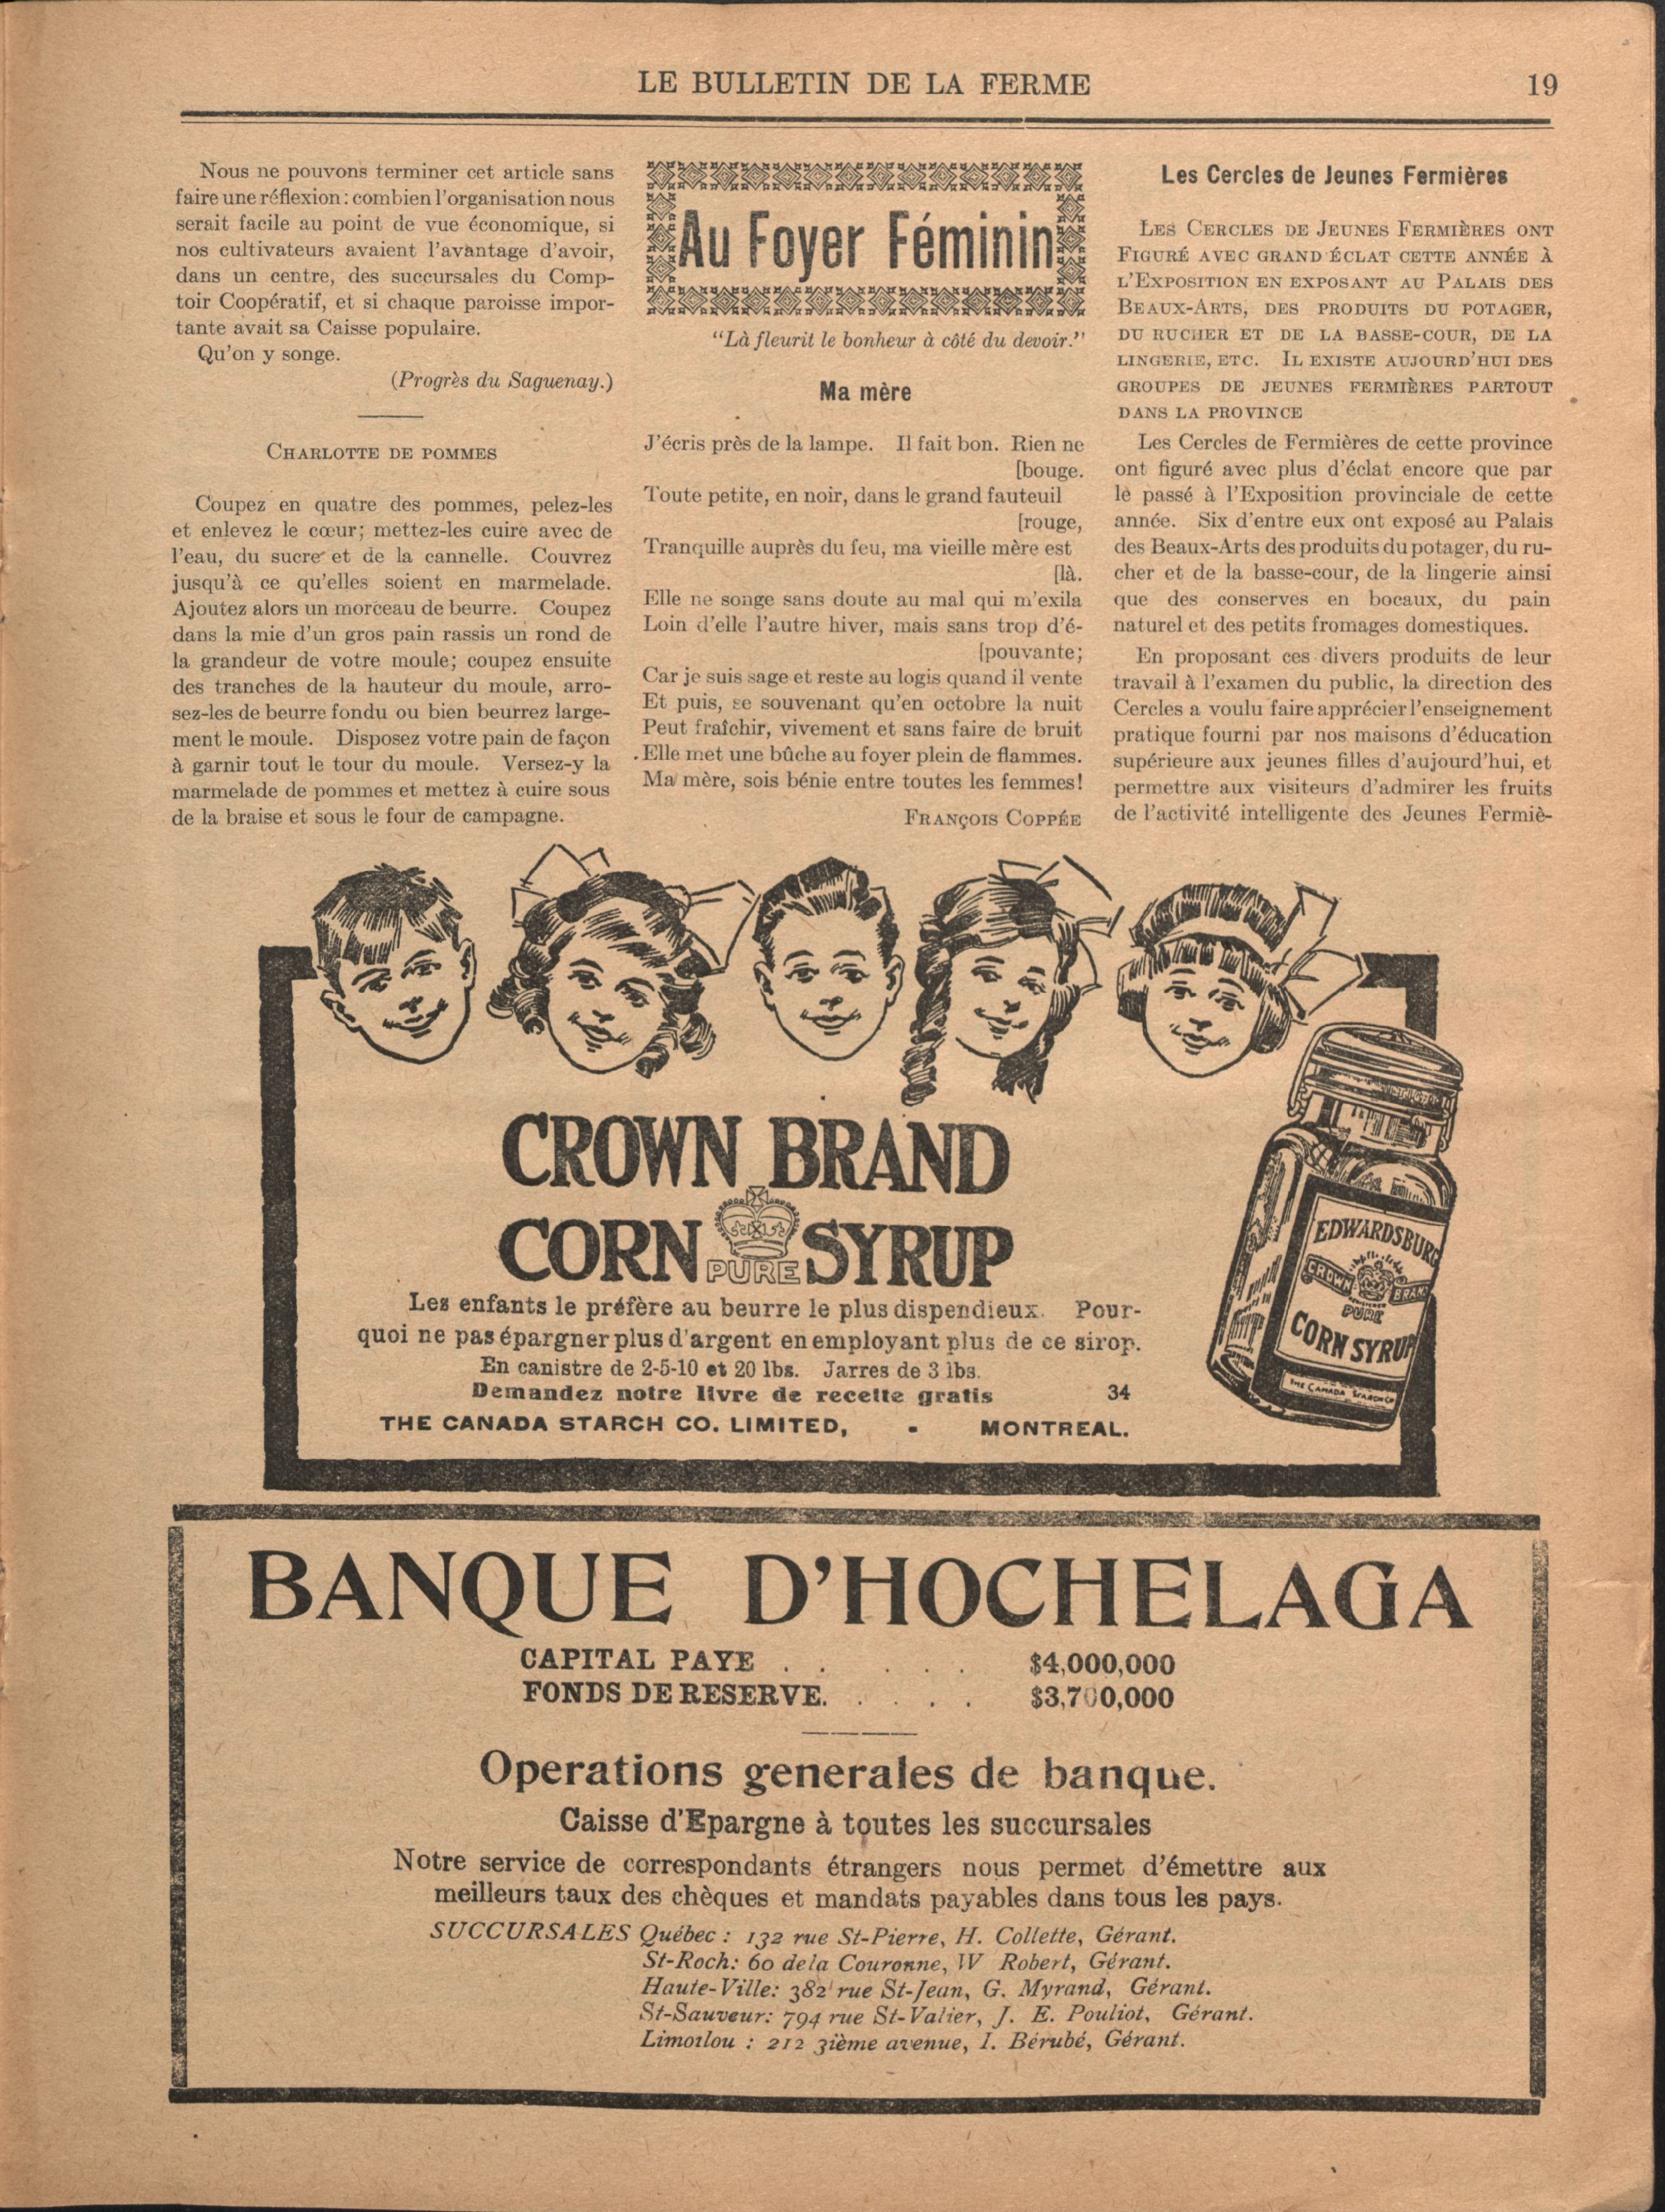 LE BULLETIN DE LA FERME
19
Nous ne pouvons terminer cet article sans
faire une réflexion: combien l'organisation nous
serait facile au point de vue économique, si
nos cultivateurs avaient l'avantage d'avoir,
dans un centre, des succursales du Comp-
toir Coopératif, et si chaque paroisse impor-
tante avait sa Caisse populaire.
Qu'on y songe.
(Progrès du Saguenay.)
CHARLOTTE DE POMMES
Coupez en quatre des pommes, pelez-les
et enlevez le cœur; mettez-les cuire avec de
l'eau, du sucre et de la cannelle. Couvrez
jusqu'à ce qu'elles soient en marmelade.
Ajoutez alors un morceau de beurre. Coupez
dans la mie d'un gros pain rassis un rond de
la grandeur de votre moule; coupez ensuite
des tranches de la hauteur du moule, arro-
sez-les de beurre fondu ou bien beurrez large-
ment le moule. Disposez votre pain de façon
à garnir tout le tour du moule. Versez-y la
marmelade de pommes et mettez à cuire sous
de la braise et sous le four de campagne.
Au Foyer Féminin
"Là fleurit le bonheur à côté du devoir."
Ma mère
J'écris près de la lampe. Il fait bon. Rien ne
[bouge.
Toute petite, en noir, dans le grand fauteuil
[rouge,
Tranquille auprès du feu, ma vieille mère est
[là.
Elle ne songe sans doute au mal qui m'exila
Loin d'elle l'autre hiver, mais sans trop d'é-
[pouvante;
Car je suis sage et reste au logis quand il vente
Et puis, se souvenant qu'en octobre la nuit
Peut fraîchir, vivement et sans faire de bruit
Elle met une bûche au foyer plein de flammes.
Ma mère, sois bénie entre toutes les femmes!
FRANÇOIS COPPÉE
Les Cercles de Jeunes Fermières
LES CERCLES DE JEUNES FERMIÈRES ONT
FIGURÉ AVEC GRAND ÉCLAT CETTE ANNÉE À
L'EXPOSITION EN EXPOSANT AU PALAIS DES
BEAUX-ARTS, DES PRODUITS DU POTAGER,
DU RUCHER ET DE LA BASSE-COUR, DE LA
LINGERIE, ETC. IL EXISTE AUJOURD'HUI DES
GROUPES DE JEUNES FERMIÈRES PARTOUT
DANS LA PROVINCE
Les Cercles de Fermières de cette province
ont figuré avec plus d'éclat encore que par
le passé à l'Exposition provinciale de cette
année. Six d'entre eux ont exposé au Palais
des Beaux-Arts des produits du potager, du ru-
cher et de la basse-cour, de la lingerie ainsi
que des conserves en bocaux, du pain
naturel et des petits fromages domestiques.
En proposant ces divers produits de leur
travail à l'examen du public, la direction des
Cercles a voulu faire apprécier l'enseignement
pratique fourni par nos maisons d'éducation
supérieure aux jeunes filles d'aujourd'hui, et
permettre aux visiteurs d'admirer les fruits
de l'activité intelligente des Jeunes Fermiè-
CROWN BRAND
CORN PURE SYRUP
Les enfants le préfère au beurre le plus dispendieux. Pour-
quoi ne pas épargner plus d'argent en employant plus de ce sirop.
En canistre de 2-5-10 et 20 lbs. Jarres de 3 lbs.
Demandez notre livre de recette gratis 34
THE CANADA STARCH CO. LIMITED, - MONTREAL.
EDWARDSBURG
CROWN BRAND
PURE
CORN SYRUP
THE CANADA STARCH CO
BANQUE D'HOCHELAGA
CAPITAL PAYE . . . . . $4,000,000
FONDS DE RESERVE. . . . . $3,700,000
Operations generales de banque.
Caisse d'Epargne à toutes les succursales
Notre service de correspondants étrangers nous permet d'émettre aux
meilleurs taux des chèques et mandats payables dans tous les pays.
SUCCURSALES Québec : 132 rue St-Pierre, H. Collette, Gérant.
St-Roch: 60 dela Couronne, W Robert, Gérant.
Haute-Ville: 382 rue St-Jean, G. Myrand, Gérant.
St-Sauveur: 794 rue St-Valier, J. E. Pouliot, Gérant.
Limoilou : 212 3ième avenue, I. Bérubé, Gérant.